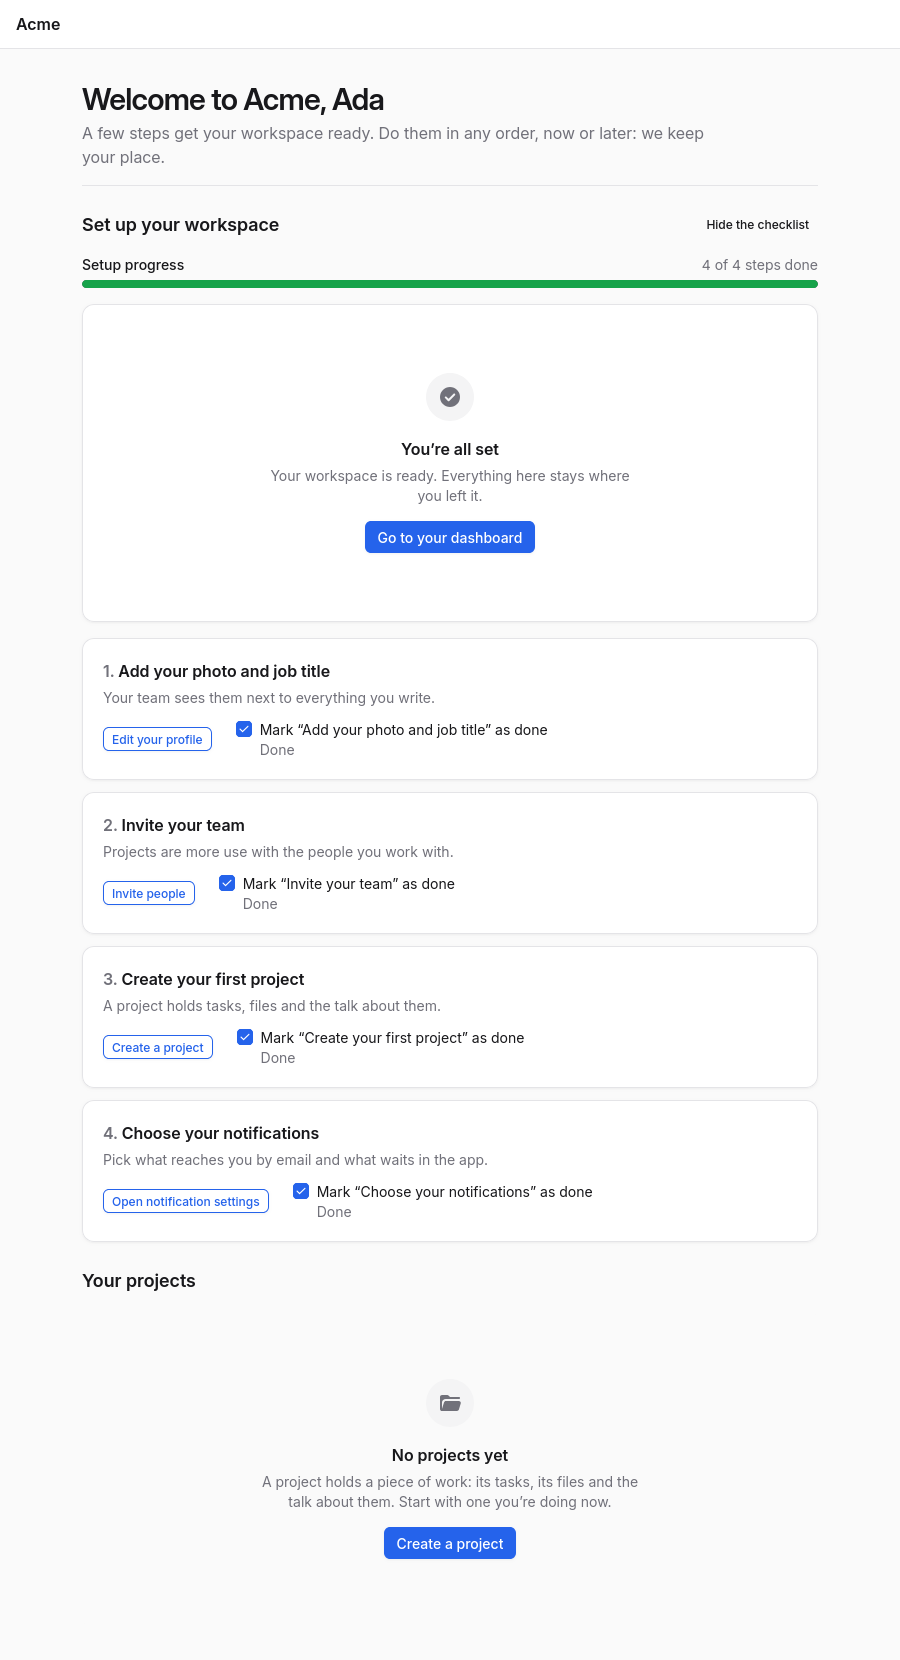 Acme
Welcome to Acme, Ada
A few steps get your workspace ready. Do them in any order, now or later: we keep
your place.
Set up your workspace
Hide the checklist
Setup progress
4 of 4 steps done
You’re all set
Your workspace is ready. Everything here stays where
you left it.
Go to your dashboard
1. Add your photo and job title
Your team sees them next to everything you write.
Edit your profile
Mark “Add your photo and job title” as done
Done
2. Invite your team
Projects are more use with the people you work with.
Invite people
Mark “Invite your team” as done
Done
3. Create your first project
A project holds tasks, files and the talk about them.
Create a project
Mark “Create your first project” as done
Done
4. Choose your notifications
Pick what reaches you by email and what waits in the app.
Open notification settings
Mark “Choose your notifications” as done
Done
Your projects
No projects yet
A project holds a piece of work: its tasks, its files and the
talk about them. Start with one you’re doing now.
Create a project